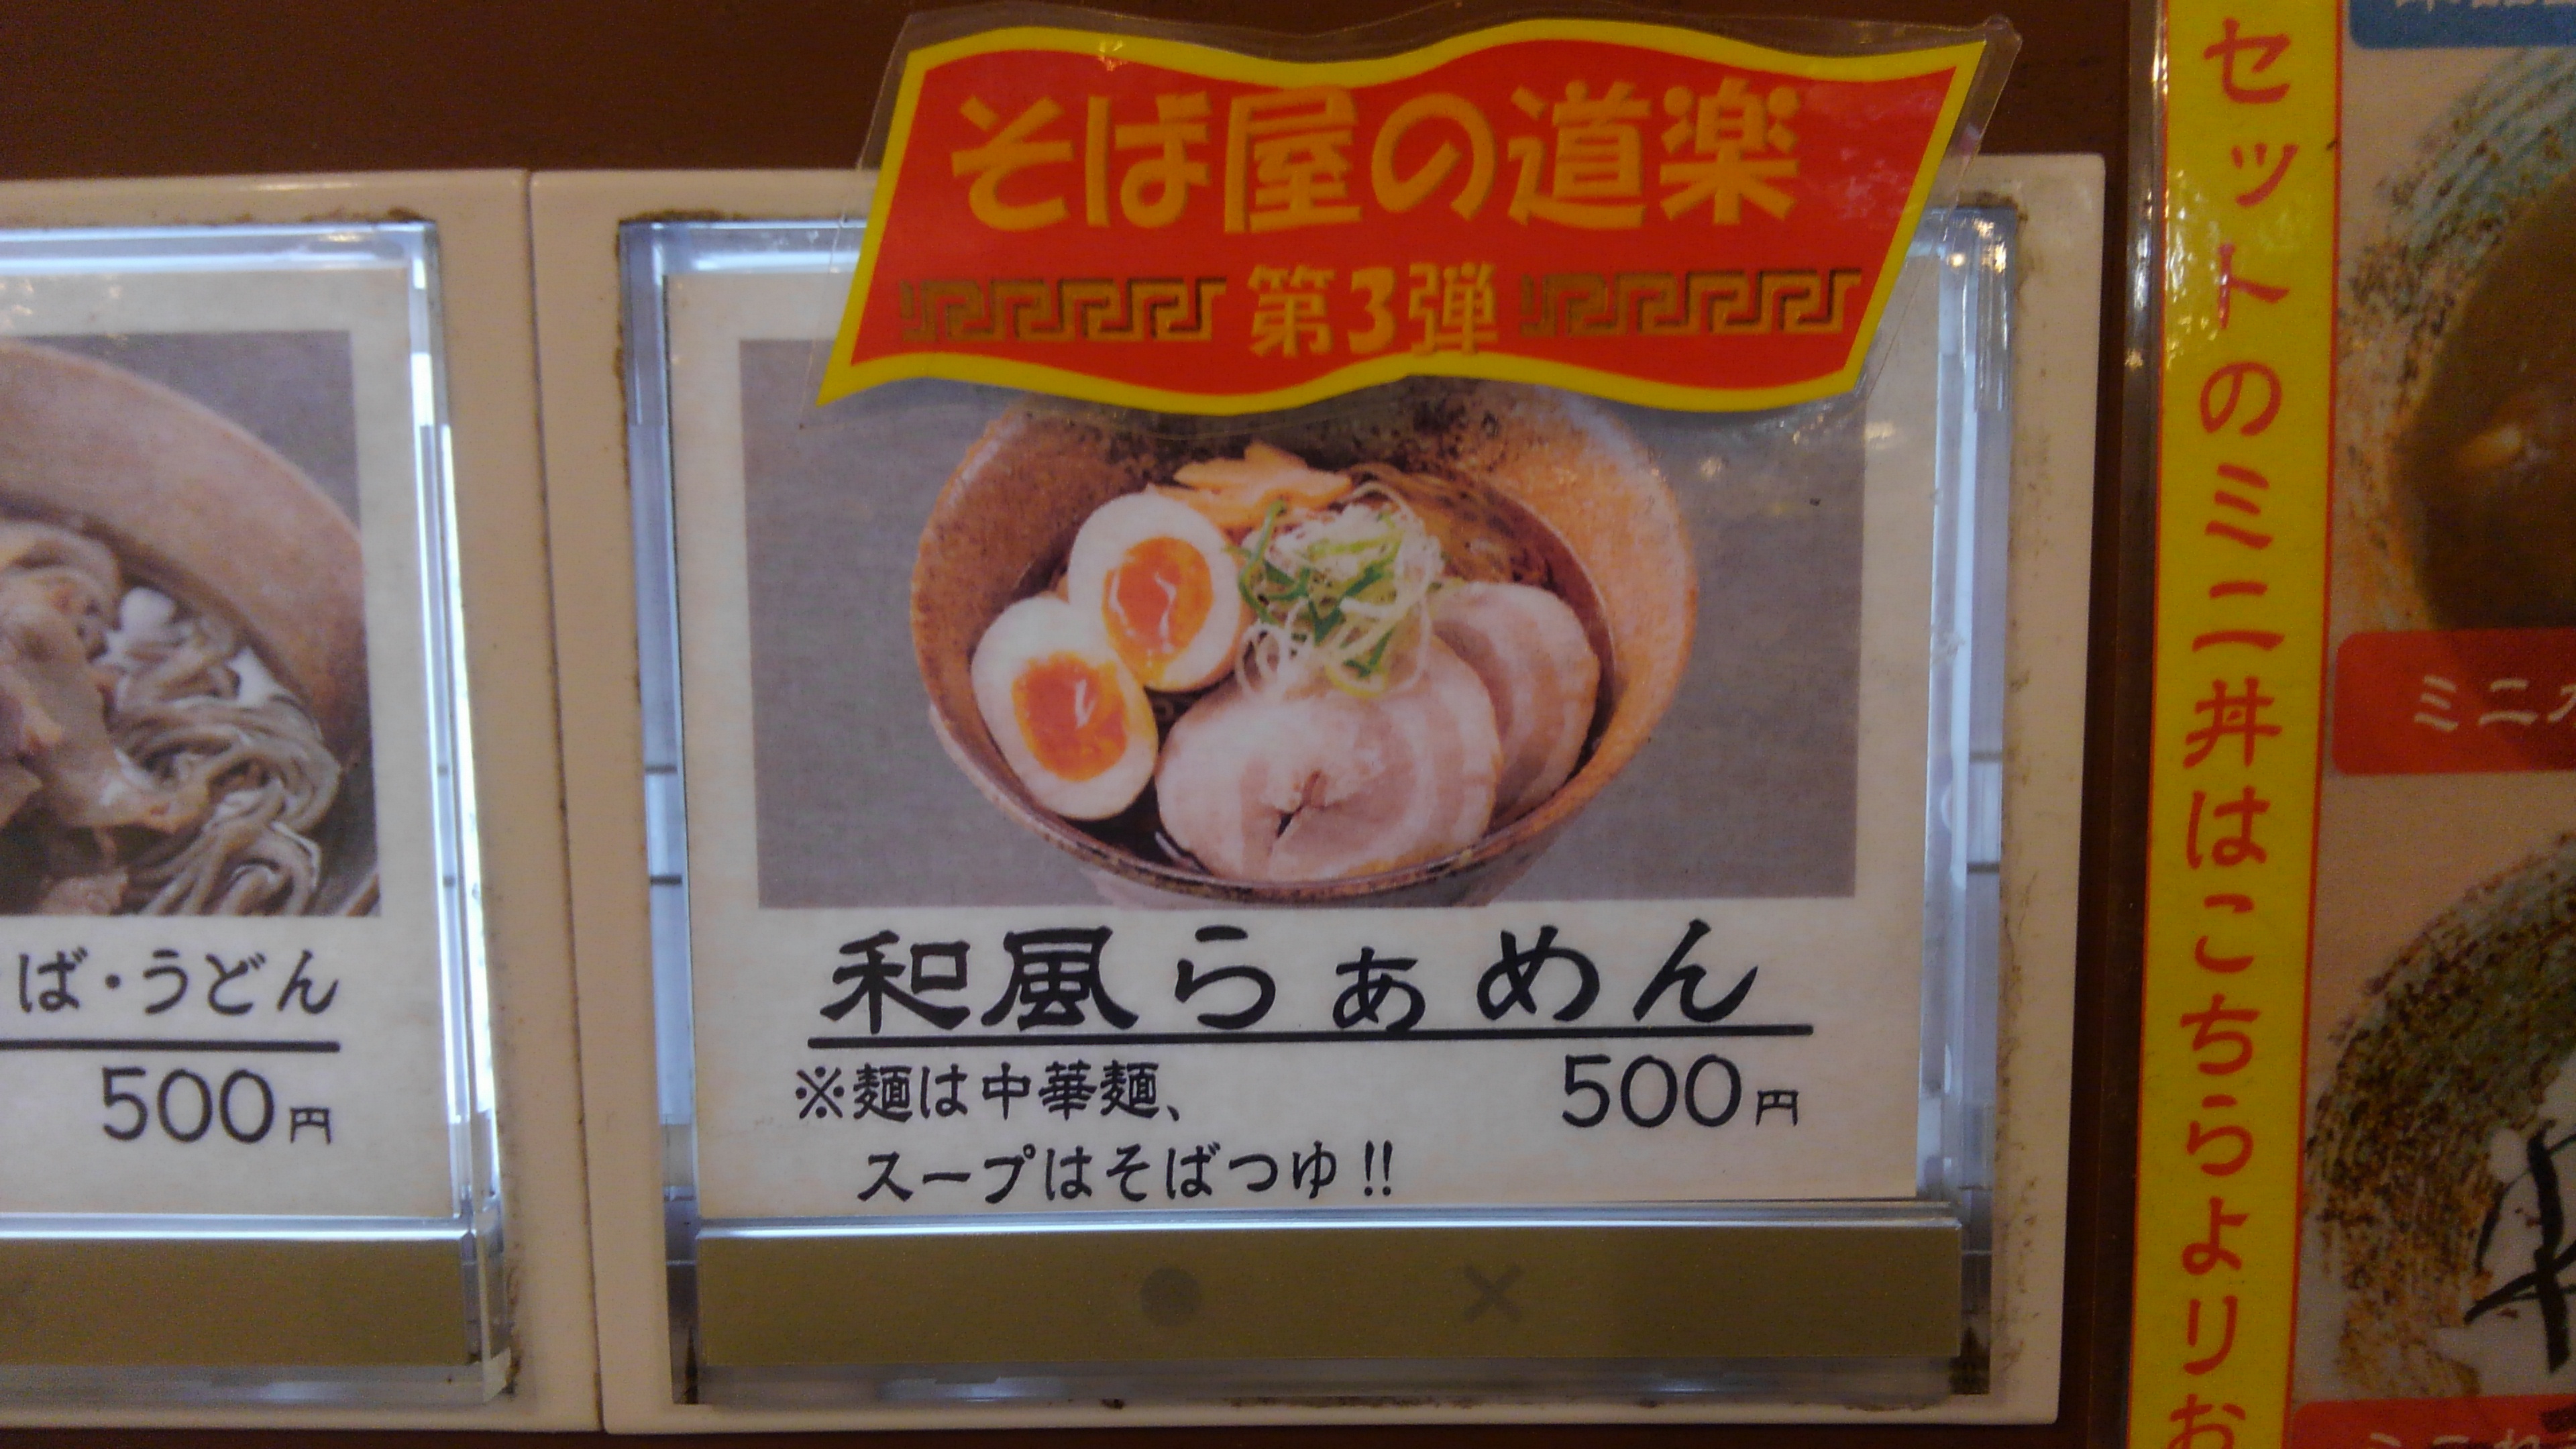 そば屋の道楽
第3弾
ば・うどん
500円
和風らぁめん
※麺は中華麺、
500円
スープはそばつゆ!!
セットのミニ丼はこちらよりお
ミニ